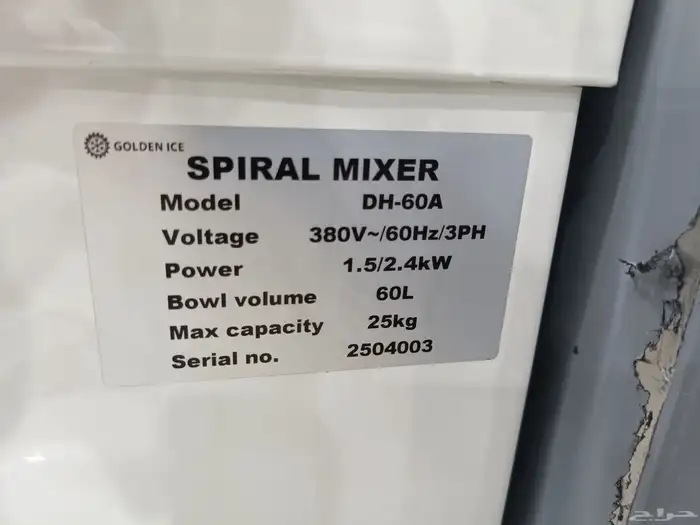 GOLDEN ICE
SPIRAL MIXER
Model DH-60A
Voltage 380V~/60Hz/3PH
Power 1.5/2.4kW
Bowl volume 60L
Max capacity 25kg
Serial no. 2504003
حراج